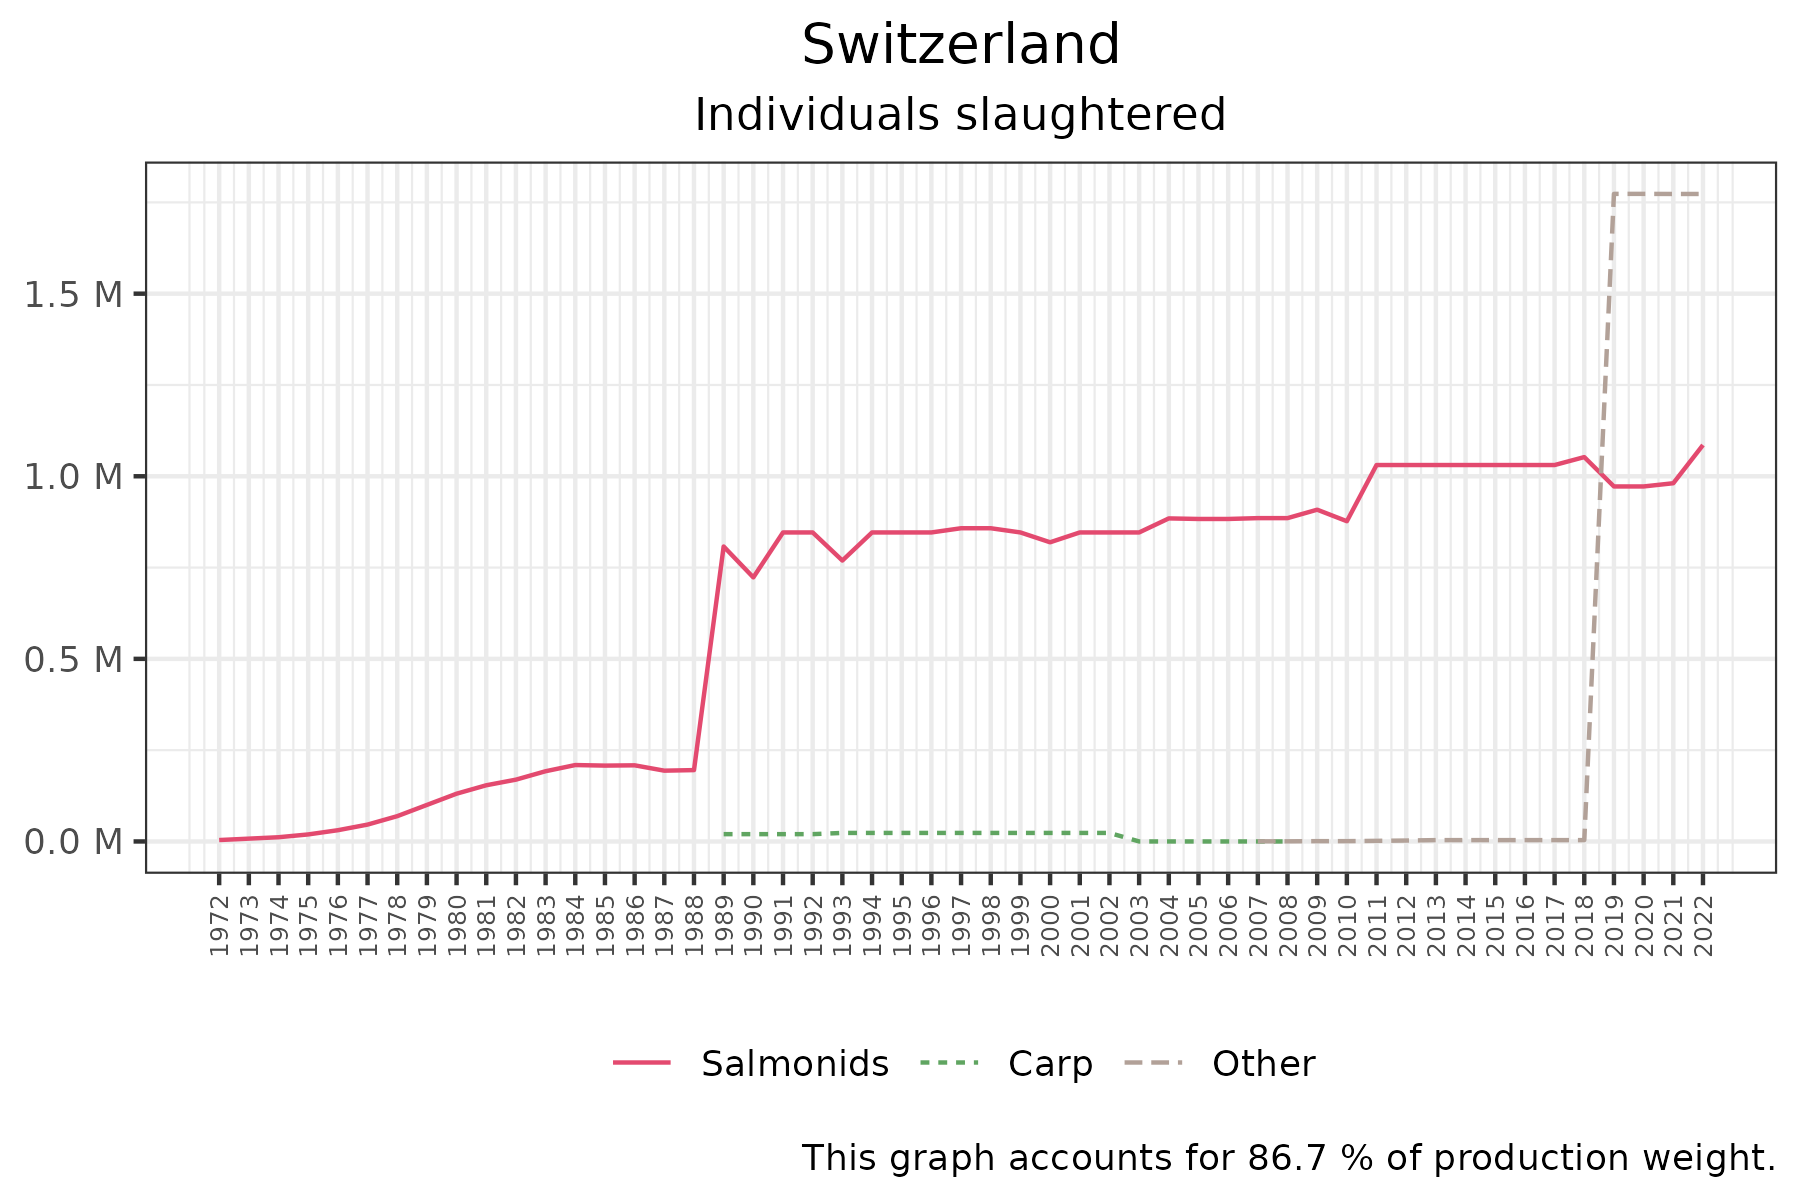 Switzerland
Individuals slaughtered
1.5 M
1.0 M
0.5 M
0.0 M
1972 1973 1974 1975 1976 1977 1978 1979 1980 1981 1982 1983 1984 1985 1986 1987 1988 1989 1990 1991 1992 1993 1994 1995 1996 1997 1998 1999 2000 2001 2002 2003 2004 2005 2006 2007 2008 2009 2010 2011 2012 2013 2014 2015 2016 2017 2018 2019 2020 2021 2022
Salmonids Carp Other
This graph accounts for 86.7 % of production weight.